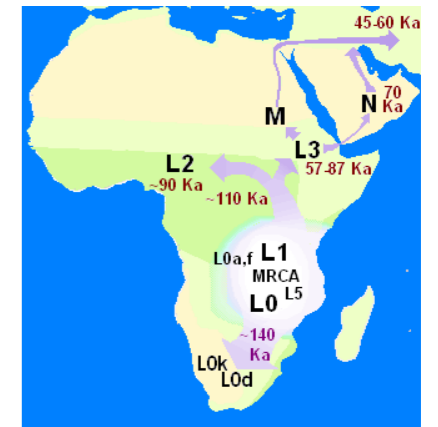 45-60 Ka
70
N Ka
M
L3
57-87 Ka
L2
~90 Ka
~110 Ka
L0a,f L1
MRCA
L5
L0
~140
Ka
L0k
L0d